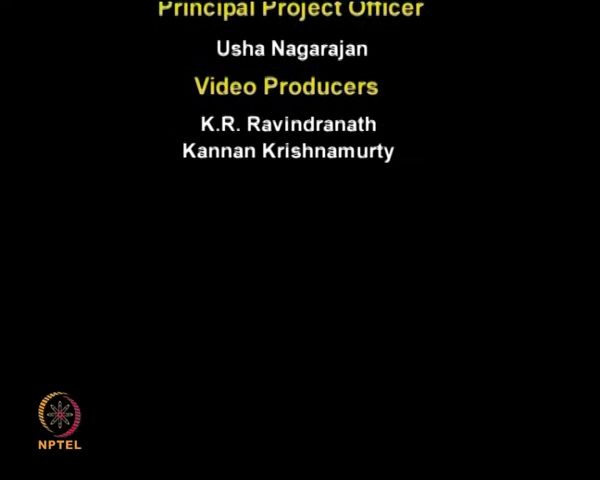 Principal Project Officer
Usha Nagarajan
Video Producers
K.R. Ravindranath
Kannan Krishnamurty
NPTEL